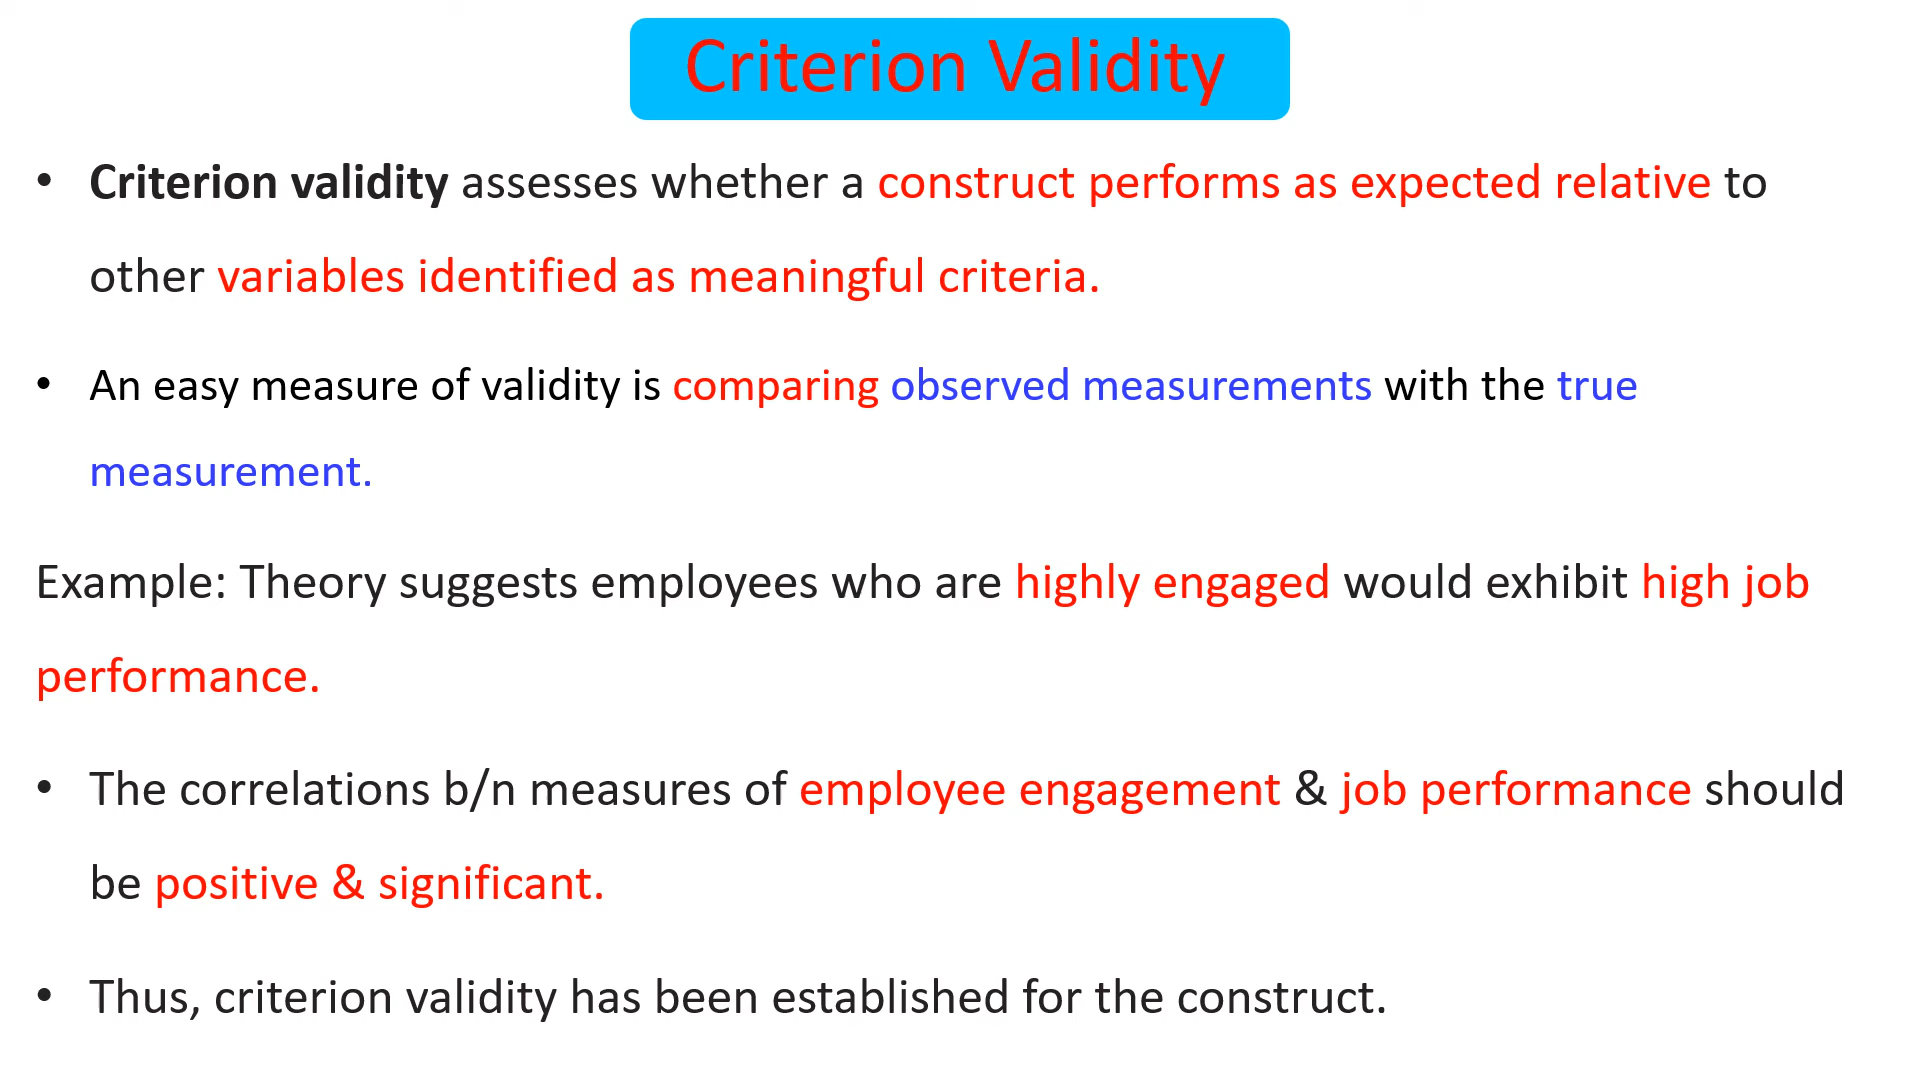 Criterion Validity
• Criterion validity assesses whether a construct performs as expected relative to
other variables identified as meaningful criteria.
• An easy measure of validity is comparing observed measurements with the true
measurement.
Example: Theory suggests employees who are highly engaged would exhibit high job
performance.
• The correlations b/n measures of employee engagement & job performance should
be positive & significant.
• Thus, criterion validity has been established for the construct.